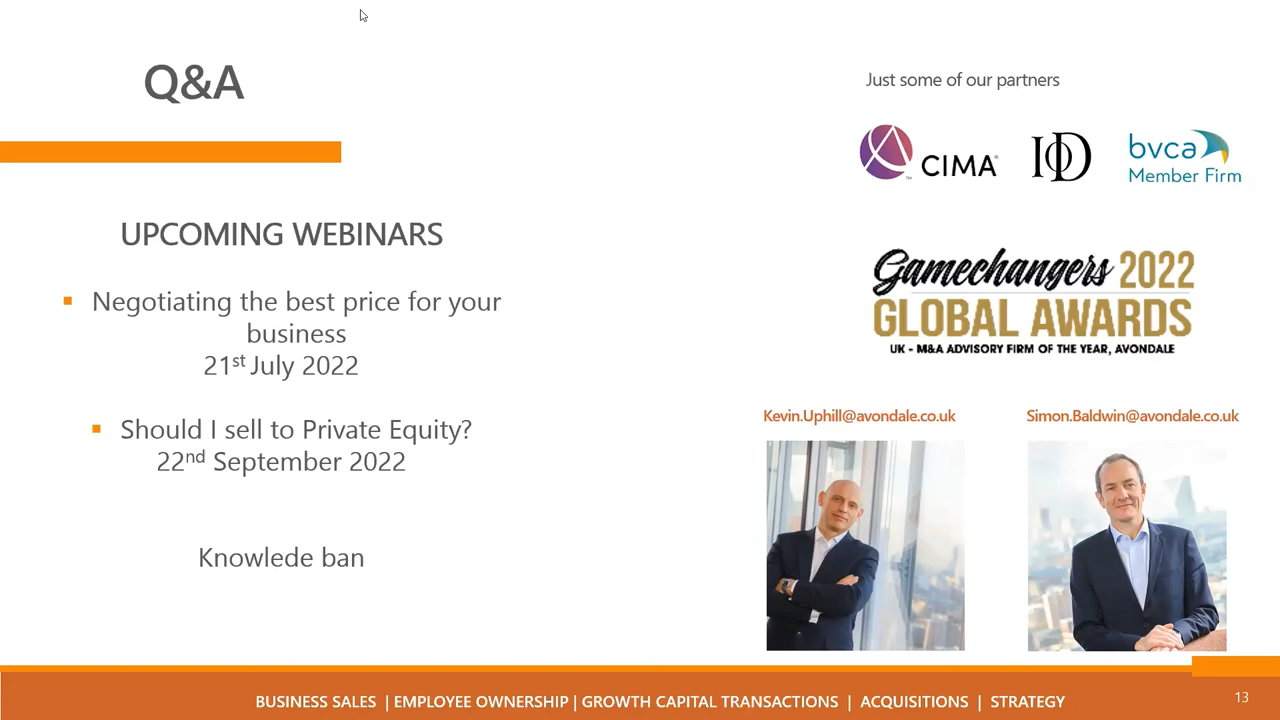 Q&A
UPCOMING WEBINARS
▪ Negotiating the best price for your
business
21st July 2022
▪ Should I sell to Private Equity?
22nd September 2022
Knowlede ban
Just some of our partners
CIMA®
IoD
bvca
Member Firm
Gamechangers 2022
GLOBAL AWARDS
UK - M&A ADVISORY FIRM OF THE YEAR, AVONDALE
Kevin.Uphill@avondale.co.uk
Simon.Baldwin@avondale.co.uk
BUSINESS SALES | EMPLOYEE OWNERSHIP | GROWTH CAPITAL TRANSACTIONS | ACQUISITIONS | STRATEGY
13